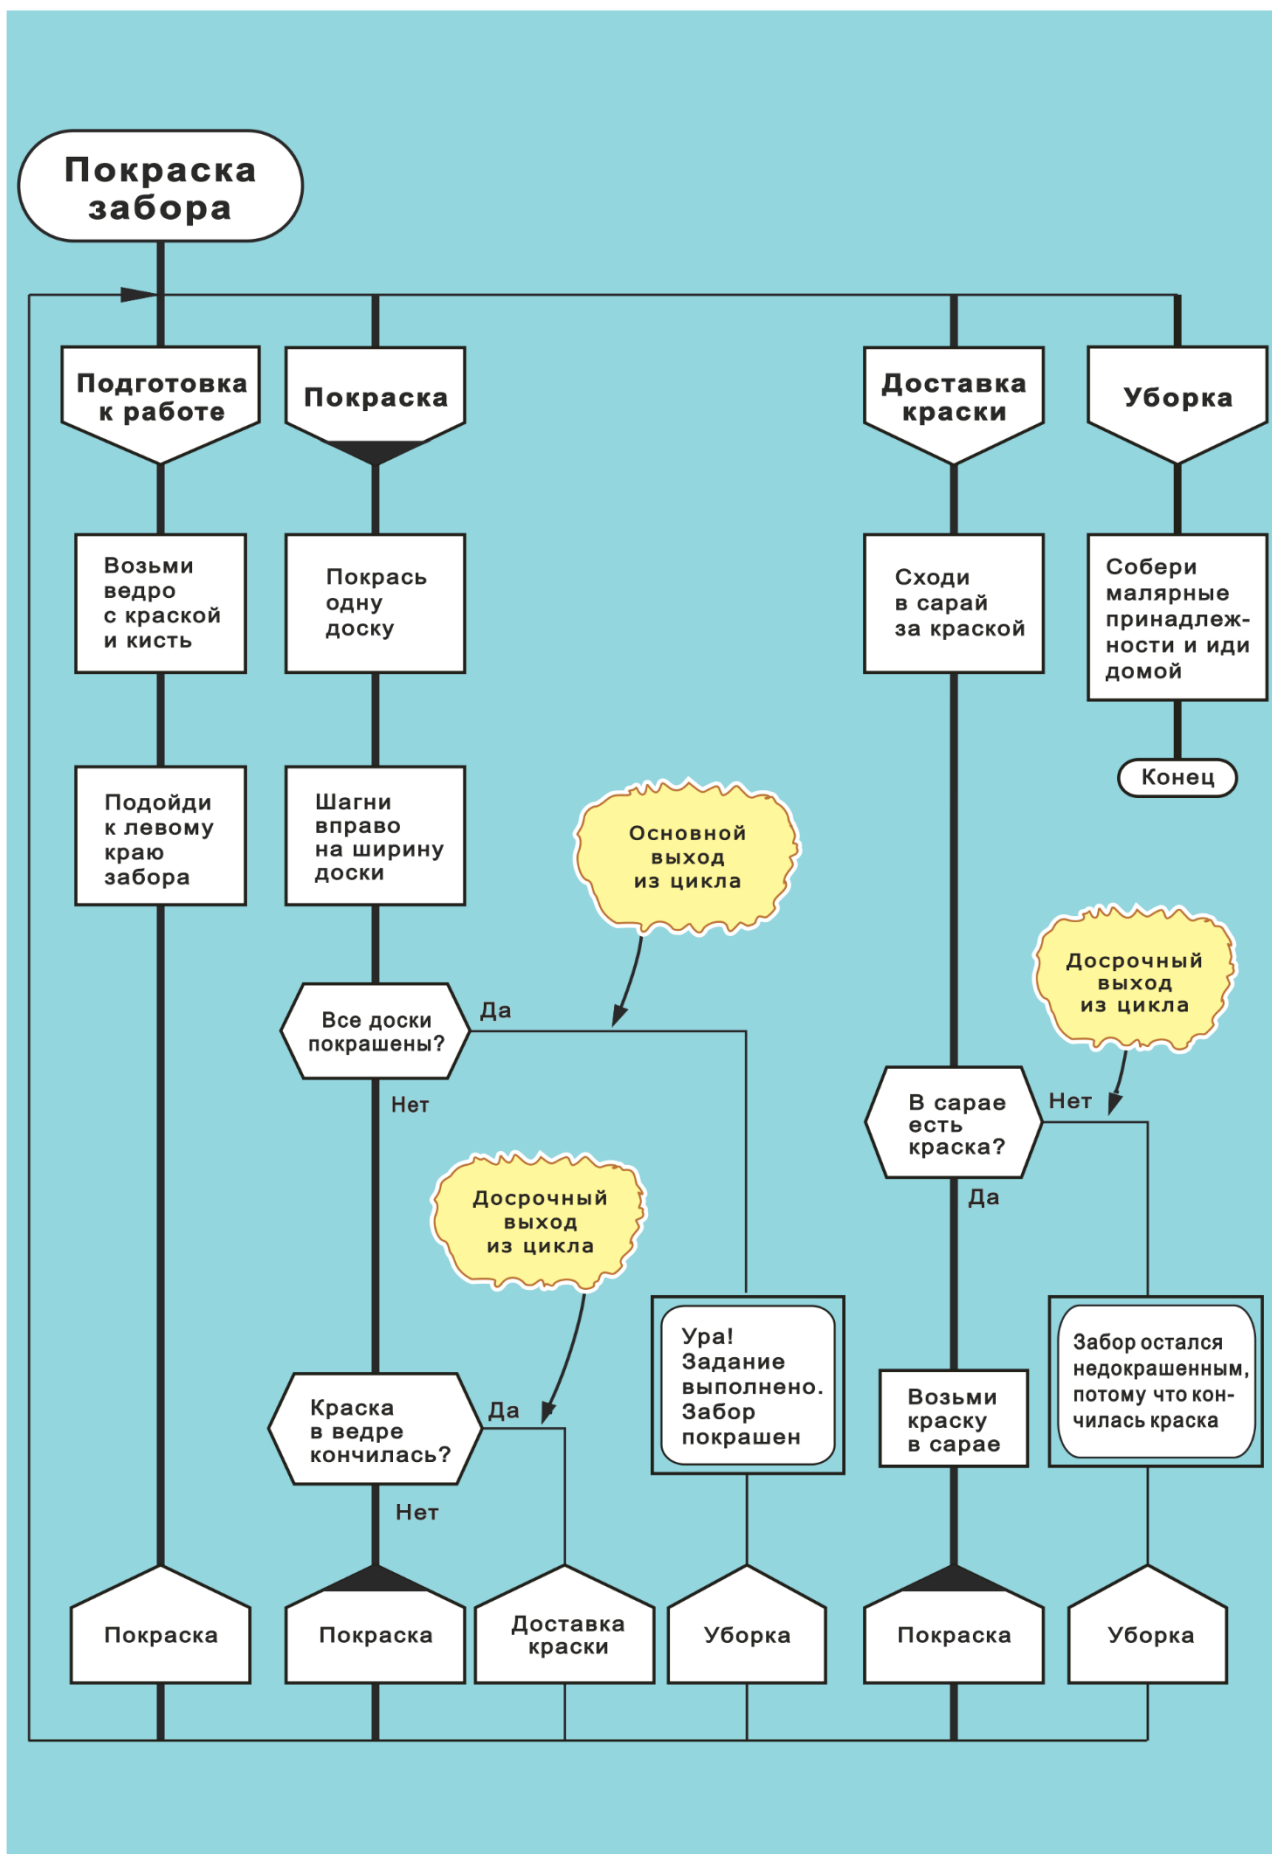 Покраска
забора
Подготовка
к работе
Покраска
Доставка
краски
Уборка
Возьми
ведро
с краской
и кисть
Покрась
одну
доску
Сходи
в сарай
за краской
Собери
малярные
принадлеж-
ности и иди
домой
Конец
Подойди
к левому
краю
забора
Шагни
вправо
на ширину
доски
Основной
выход
из цикла
Досрочный
выход
из цикла
Все доски
покрашены?
Да
Нет
В сарае
есть
краска?
Нет
Да
Досрочный
выход
из цикла
Краска
в ведре
кончилась?
Да
Нет
Ура!
Задание
выполнено.
Забор
покрашен
Возьми
краску
в сарае
Забор остался
недокрашенным,
потому что кон-
чилась краска
Покраска
Покраска
Доставка
краски
Уборка
Покраска
Уборка